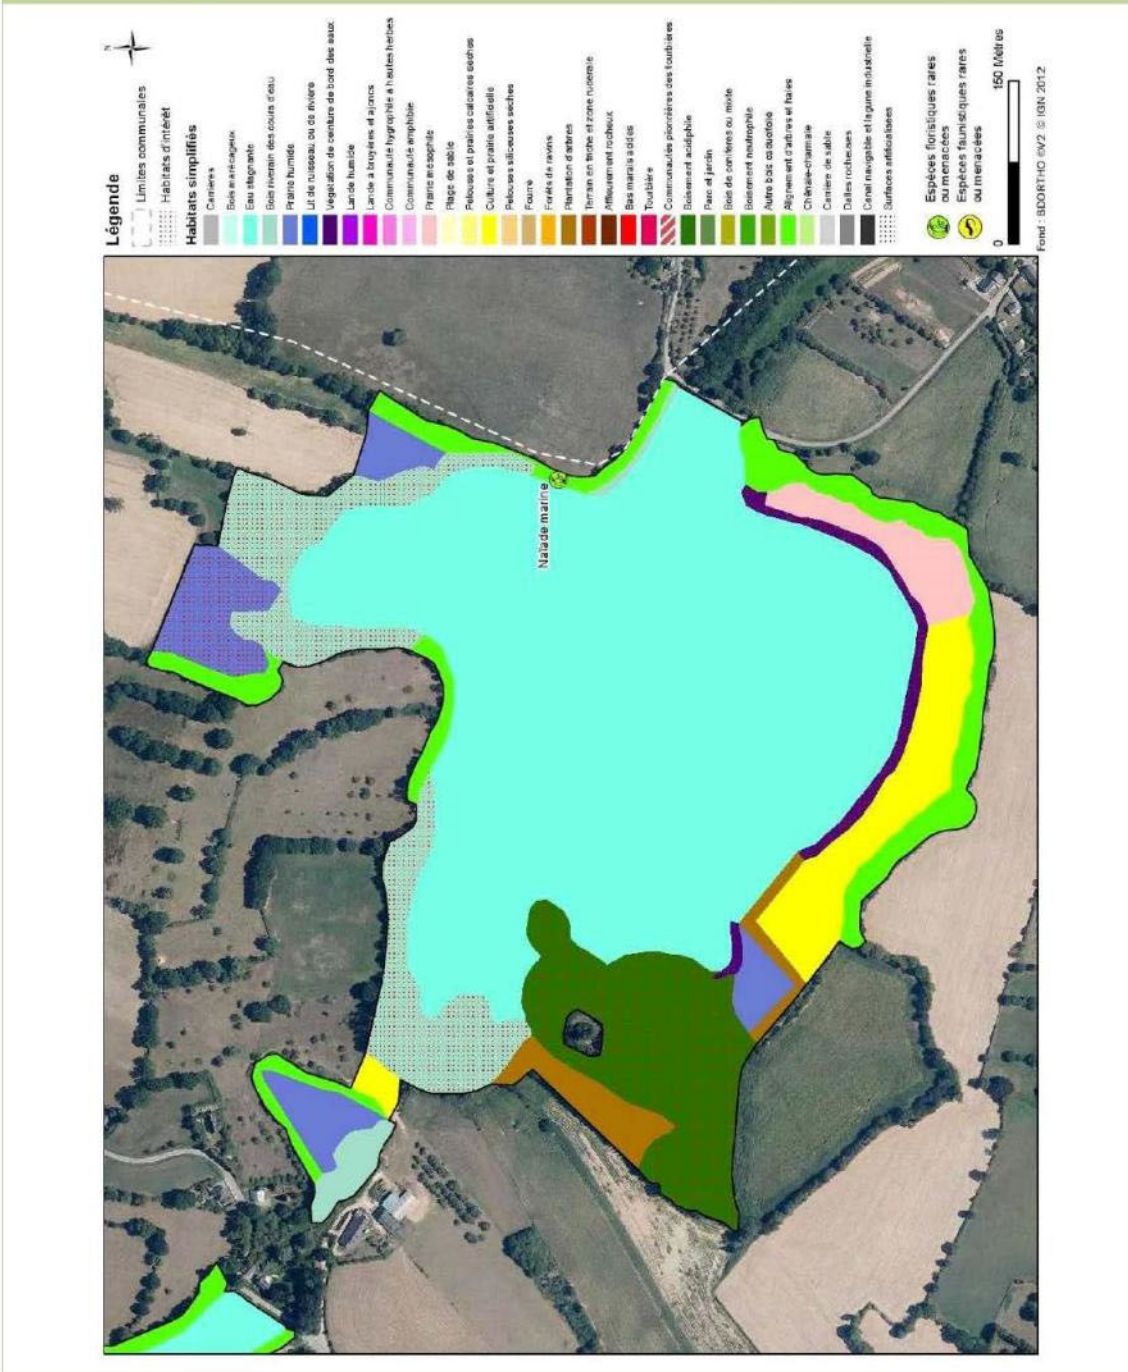 Légende
Limites communales
Habitats d'intérêt
Habitats simplifiés
Carrières
Bois marécageux
Eau stagnante
Bois riverain des cours d'eau
Prairie humide
Lit de ruisseau ou de rivière
Végétation de ceinture de bord des eaux
Lande humide
Lande à bruyères et ajoncs
Communauté hygrophile à hautes herbes
Communauté amphibie
Prairie mésophile
Plage de sable
Pelouses et prairies calcaires sèches
Culture et prairie artificielle
Pelouses siliceuses sèches
Fourré
Forêts de ravins
Plantation d'arbres
Terrain en friche et zone rudérale
Affleurement rocheux
Bas marais acides
Tourbière
Communautés pionnières des tourbières
Boisement acidiphile
Parc et jardin
Bois de conifères ou mixte
Boisement neutrophile
Autre bois caducifolié
Alignement d'arbres et haies
Chênaie-charmaie
Carrière de sable
Dalles rocheuses
Canal navigable et lagune industrielle
Surfaces artificialisées
Espèces floristiques rares
ou menacées
Espèces faunistiques rares
ou menacées
0 150 Mètres
Fond : BDORTHO ©V2 © IGN 2012
N
Naïade marine